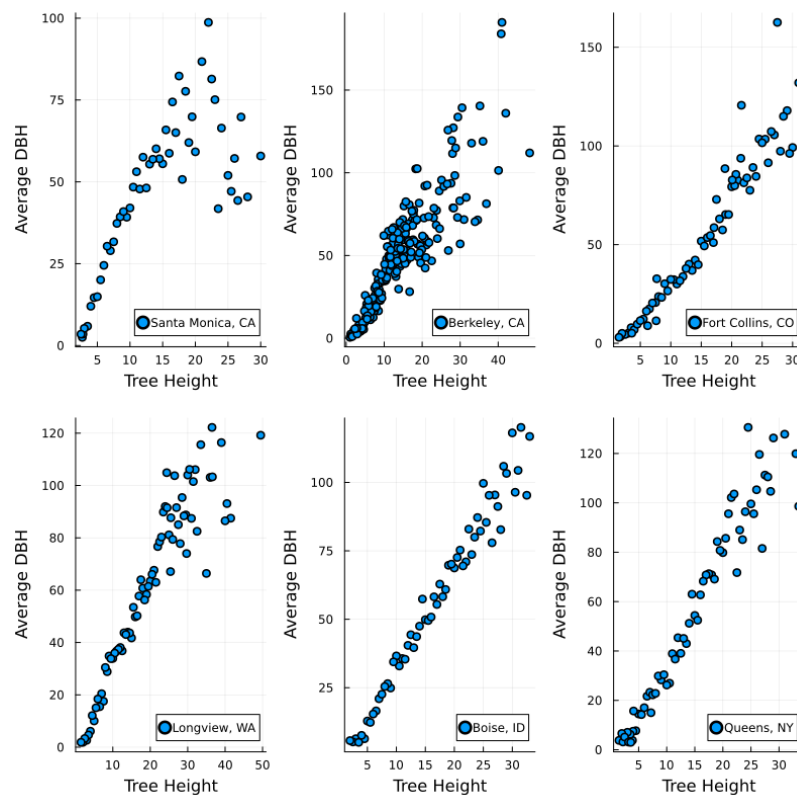 100
75
50
25
0
5 10 15 20 25 30
Tree Height
Average DBH
Santa Monica, CA
150
100
50
0
0 10 20 30 40
Tree Height
Average DBH
Berkeley, CA
150
100
50
0
10 20 30
Tree Height
Average DBH
Fort Collins, CO
120
100
80
60
40
20
0
10 20 30 40 50
Tree Height
Average DBH
Longview, WA
100
75
50
25
5 10 15 20 25 30
Tree Height
Average DBH
Boise, ID
120
100
80
60
40
20
0
5 10 15 20 25 30
Tree Height
Average DBH
Queens, NY